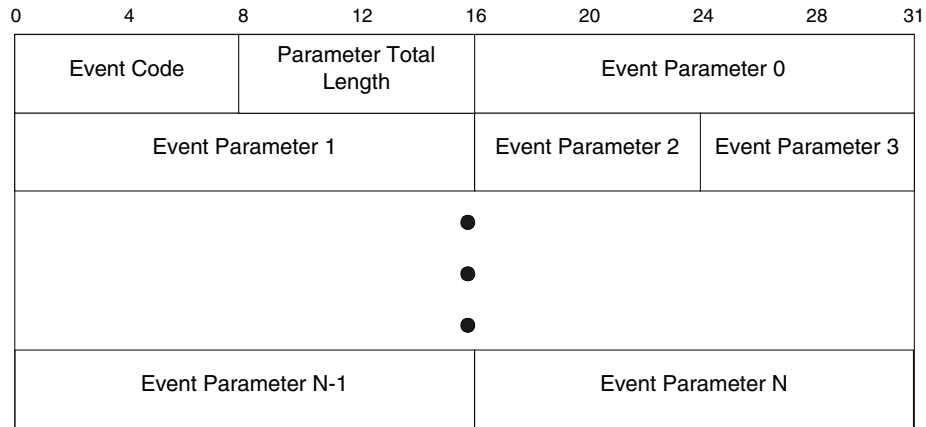 0 4 8 12 16 20 24 28 31
Event Code
Parameter Total
Length
Event Parameter 0
Event Parameter 1
Event Parameter 2
Event Parameter 3
Event Parameter N-1
Event Parameter N